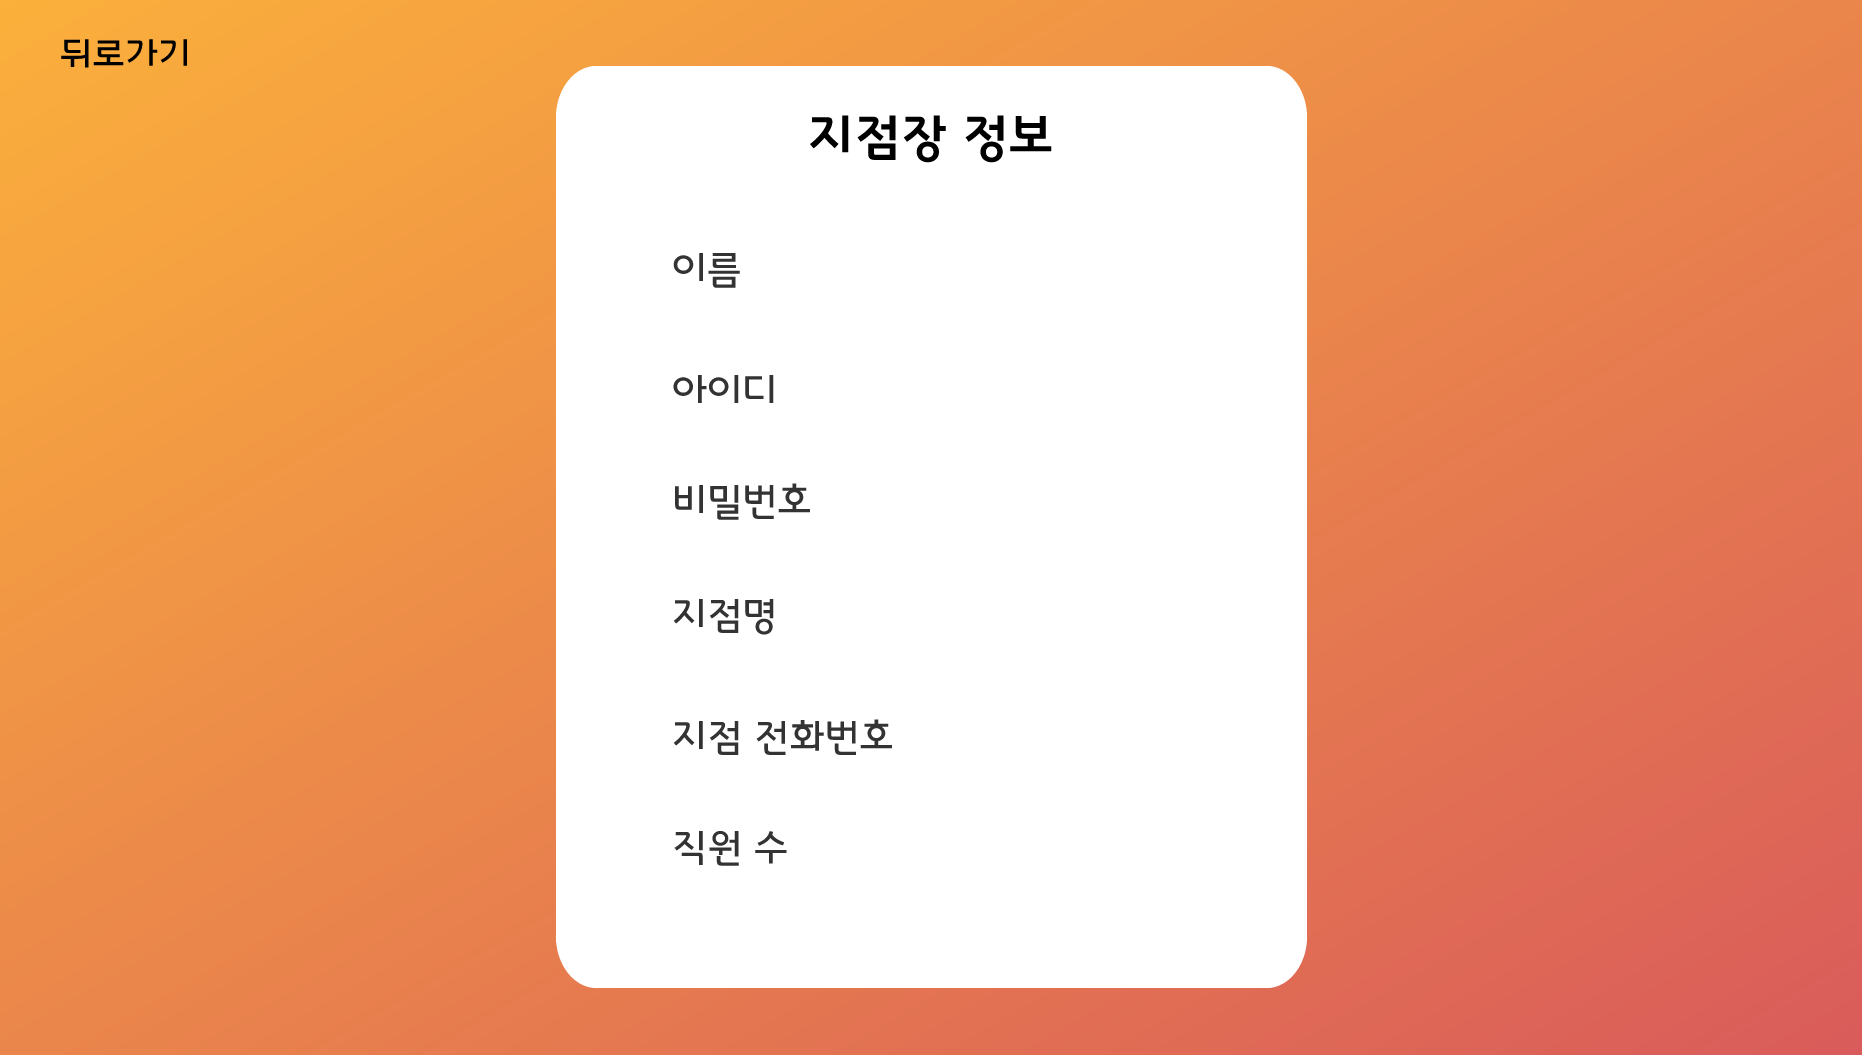 뒤로가기
지점장 정보
이름
아이디
비밀번호
지점명
지점 전화번호
직원 수